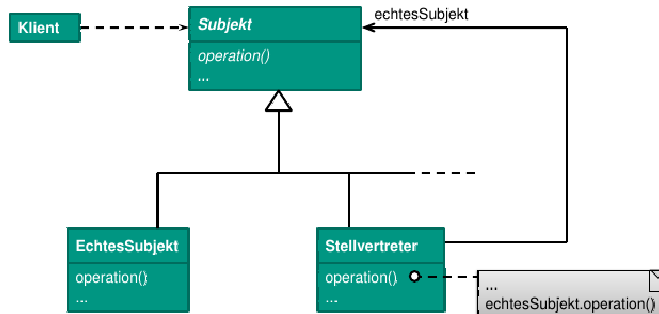 Klient
Subjekt
echtesSubjekt
operation()
...
EchtesSubjekt
operation()
...
Stellvertreter
operation()
...
...
echtesSubjekt.operation()